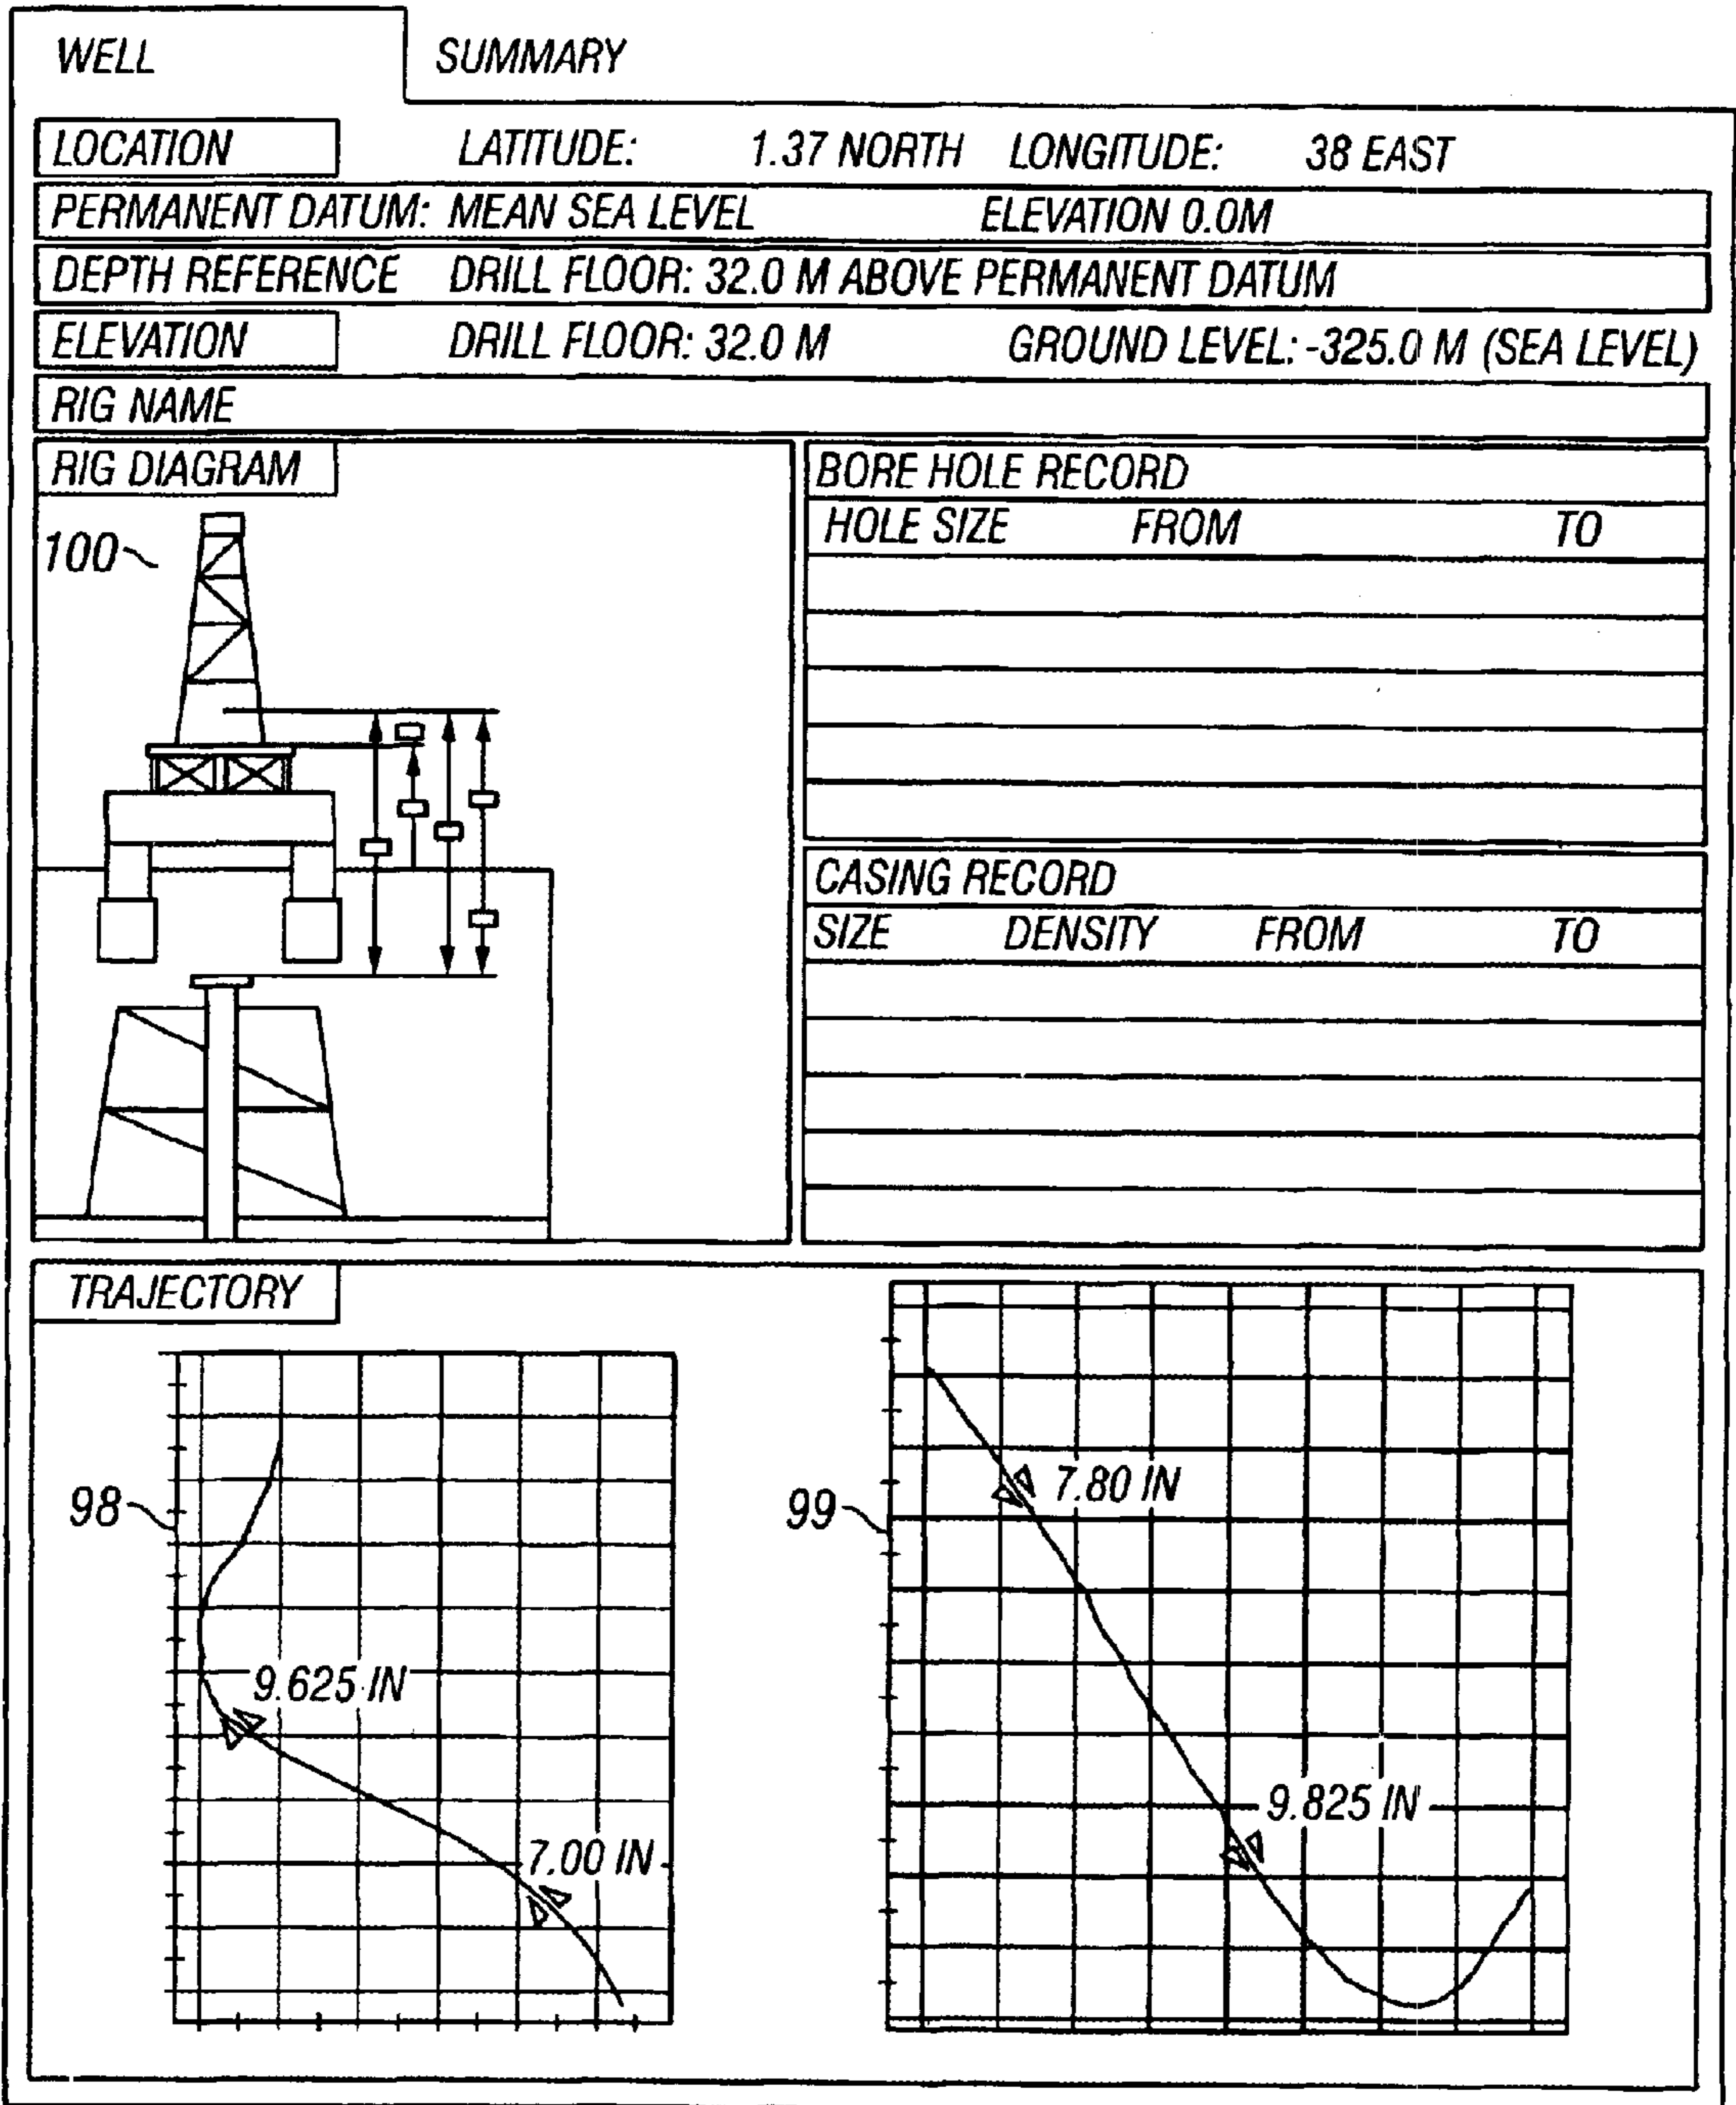 WELL SUMMARY
LOCATION LATITUDE: 1.37 NORTH LONGITUDE: 38 EAST
PERMANENT DATUM: MEAN SEA LEVEL ELEVATION 0.0M
DEPTH REFERENCE DRILL FLOOR: 32.0 M ABOVE PERMANENT DATUM
ELEVATION DRILL FLOOR: 32.0 M GROUND LEVEL: -325.0 M (SEA LEVEL)
RIG NAME
RIG DIAGRAM
100
BORE HOLE RECORD
HOLE SIZE FROM TO
CASING RECORD
SIZE DENSITY FROM TO
TRAJECTORY
98
9.625 IN
7.00 IN
99
7.80 IN
9.825 IN